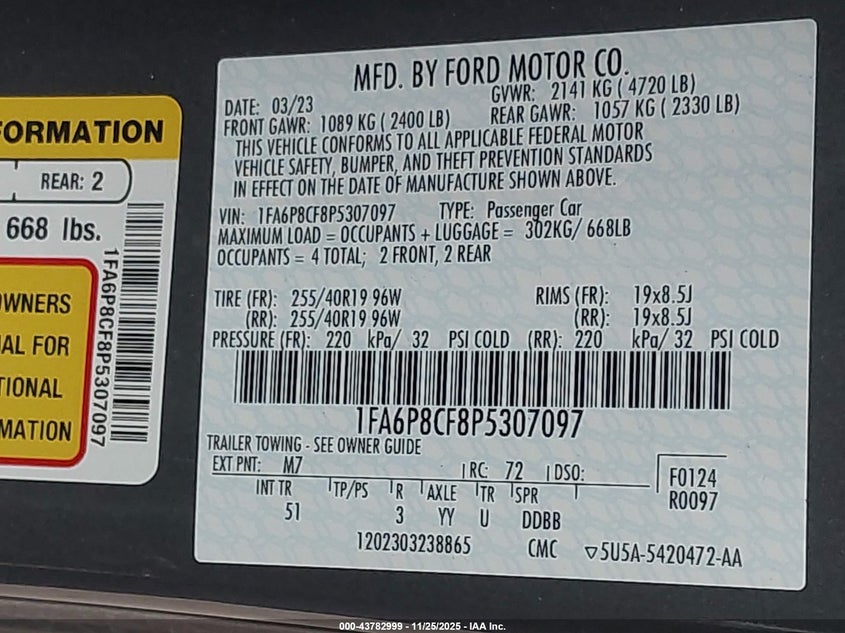 FORMATION
REAR: 2
668 lbs.
OWNERS
AL FOR
TIONAL
MATION
1FA6P8CF8P5307097
MFD. BY FORD MOTOR CO.
DATE: 03/23 GVWR: 2141 KG ( 4720 LB)
FRONT GAWR: 1089 KG ( 2400 LB) REAR GAWR: 1057 KG ( 2330 LB)
THIS VEHICLE CONFORMS TO ALL APPLICABLE FEDERAL MOTOR
VEHICLE SAFETY, BUMPER, AND THEFT PREVENTION STANDARDS
IN EFFECT ON THE DATE OF MANUFACTURE SHOWN ABOVE.
VIN: 1FA6P8CF8P5307097 TYPE: Passenger Car
MAXIMUM LOAD = OCCUPANTS + LUGGAGE = 302KG/ 668LB
OCCUPANTS = 4 TOTAL; 2 FRONT, 2 REAR
TIRE (FR): 255/40R19 96W RIMS (FR): 19x8.5J
(RR): 255/40R19 96W (RR): 19x8.5J
PRESSURE (FR): 220 kPa/ 32 PSI COLD (RR): 220 kPa/ 32 PSI COLD
1FA6P8CF8P5307097
TRAILER TOWING - SEE OWNER GUIDE
EXT PNT: M7 RC: 72 DSO:
F0124
R0097
INT TR TP/PS R AXLE TR SPR
51 3 YY U DDBB
1202303238865 CMC ▽5U5A-5420472-AA
000-43782999 - 11/25/2025 - IAA Inc.